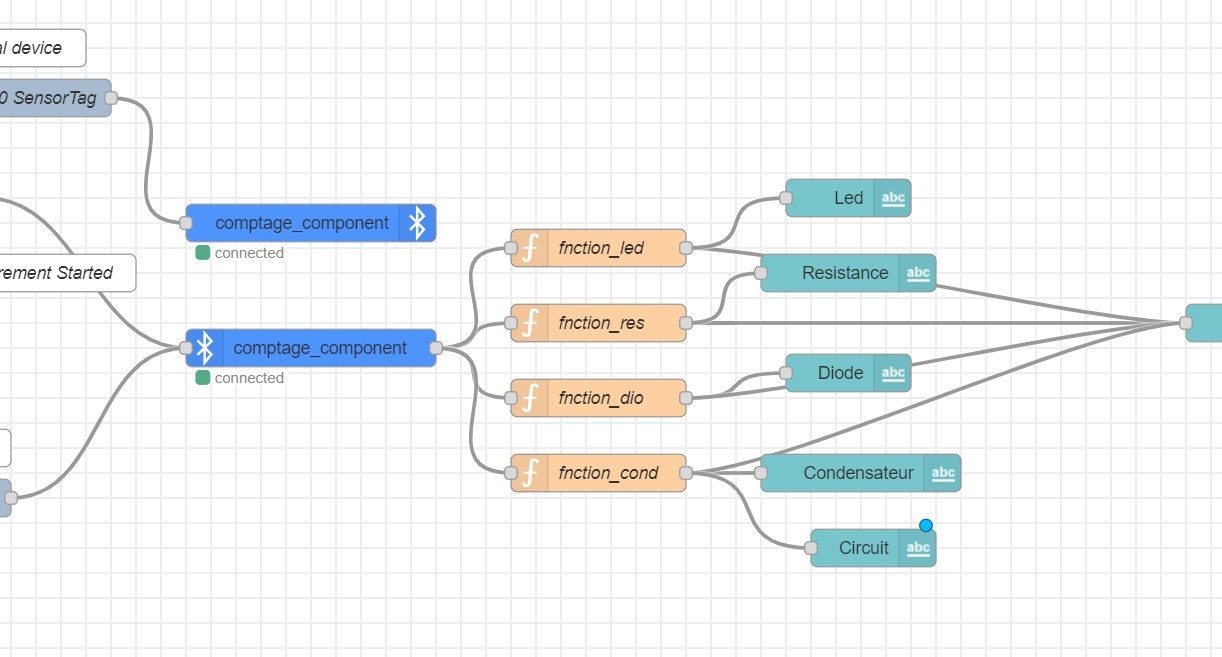 al device
0 SensorTag
Led
abc
comptage_component
fnction_led
connected
Resistance
abc
rement Started
fnction_res
comptage_component
connected
Diode
abc
fnction_dio
fnction_cond
Condensateur
abc
Circuit
abc